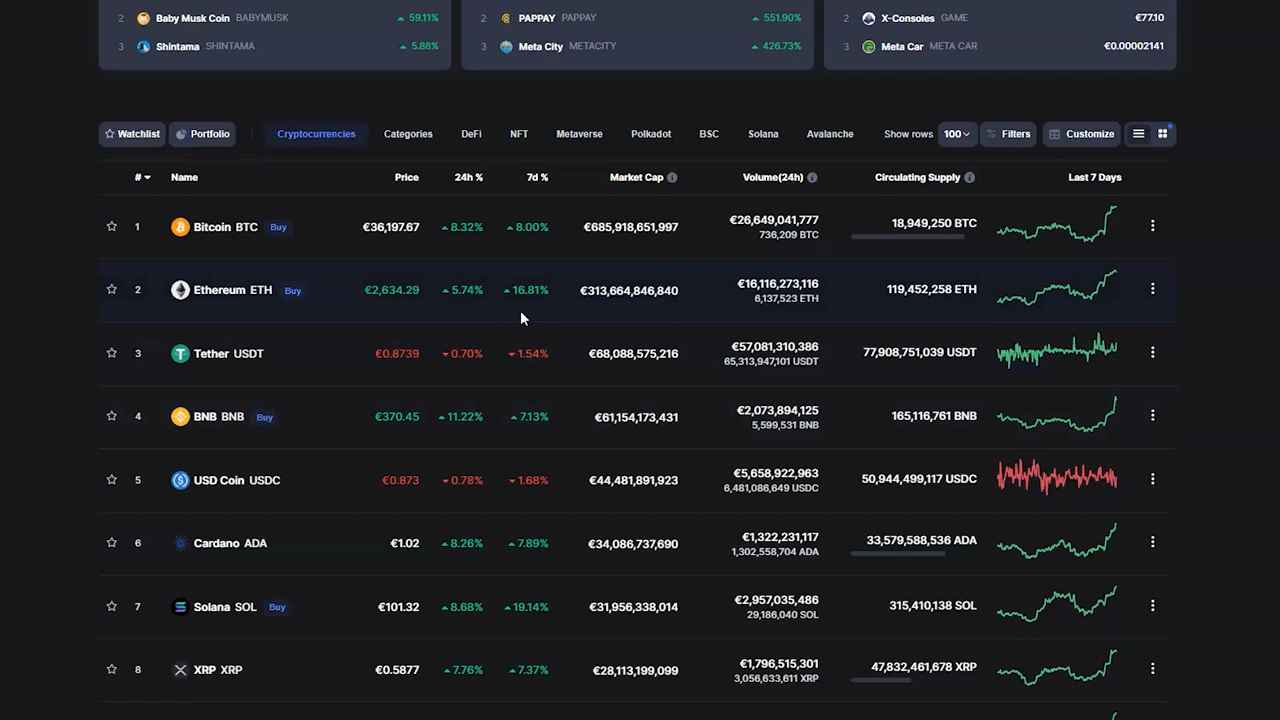 2 Baby Musk Coin BABYMUSK 59.11% 2 PAPPAY PAPPAY 551.90% 2 X-Consoles GAME €77.10
3 Shintama SHINTAMA 5.88% 3 Meta City METACITY 426.73% 3 Meta Car META CAR €0.00002141
Watchlist Portfolio Cryptocurrencies Categories DeFi NFT Metaverse Polkadot BSC Solana Avalanche Show rows 100 Filters Customize
# Name Price 24h % 7d % Market Cap Volume(24h) Circulating Supply Last 7 Days
1 Bitcoin BTC Buy €36,197.67 8.32% 8.00% €685,918,651,997 €26,649,041,777 18,949,250 BTC
736,209 BTC
2 Ethereum ETH Buy €2,634.29 5.74% 16.81% €313,664,846,840 €16,116,273,116 119,452,258 ETH
6,137,523 ETH
3 Tether USDT €0.8739 0.70% 1.54% €68,088,575,216 €57,081,310,386 77,908,751,039 USDT
65,313,947,101 USDT
4 BNB BNB Buy €370.45 11.22% 7.13% €61,154,173,431 €2,073,894,125 165,116,761 BNB
5,599,531 BNB
5 USD Coin USDC €0.873 0.78% 1.68% €44,481,891,923 €5,658,922,963 50,944,499,117 USDC
6,481,086,649 USDC
6 Cardano ADA €1.02 8.26% 7.89% €34,086,737,690 €1,322,231,117 33,579,588,536 ADA
1,302,558,704 ADA
7 Solana SOL Buy €101.32 8.68% 19.14% €31,956,338,014 €2,957,035,486 315,410,138 SOL
29,186,040 SOL
8 XRP XRP €0.5877 7.76% 7.37% €28,113,199,099 €1,796,515,301 47,832,461,678 XRP
3,056,633,611 XRP